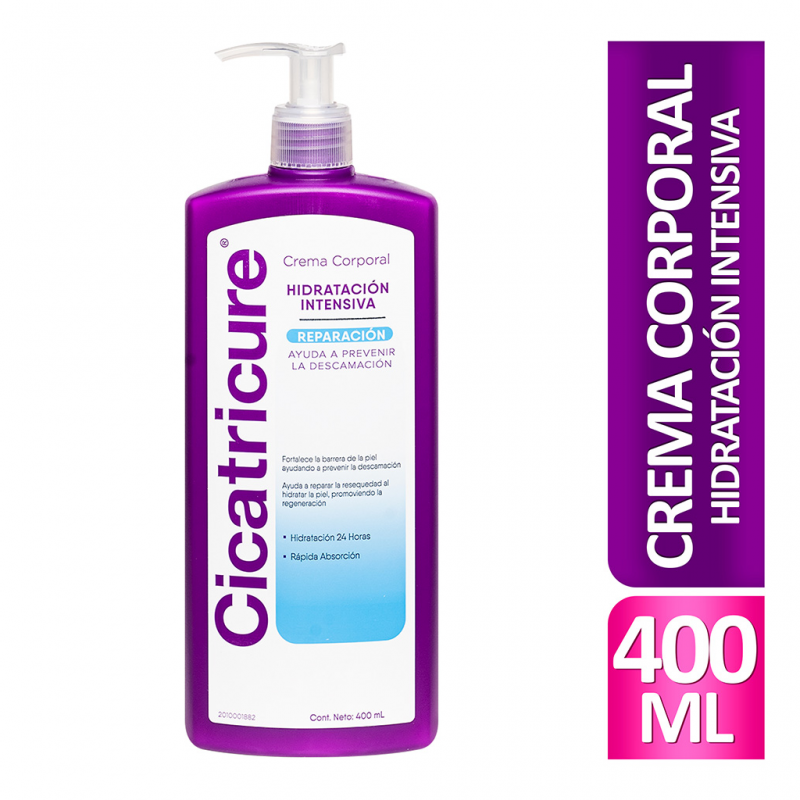 Cicatricure®
Crema Corporal
HIDRATACIÓN
INTENSIVA
REPARACIÓN
AYUDA A PREVENIR
LA DESCAMACIÓN
Fortalece la barrera de la piel
ayudando a prevenir la descamación
Ayuda a reparar la resequedad al
hidratar la piel, promoviendo la
regeneración
• Hidratación 24 Horas
• Rápida Absorción
2010001882
Cont. Neto: 400 mL
CREMA CORPORAL
HIDRATACIÓN INTENSIVA
400
ML